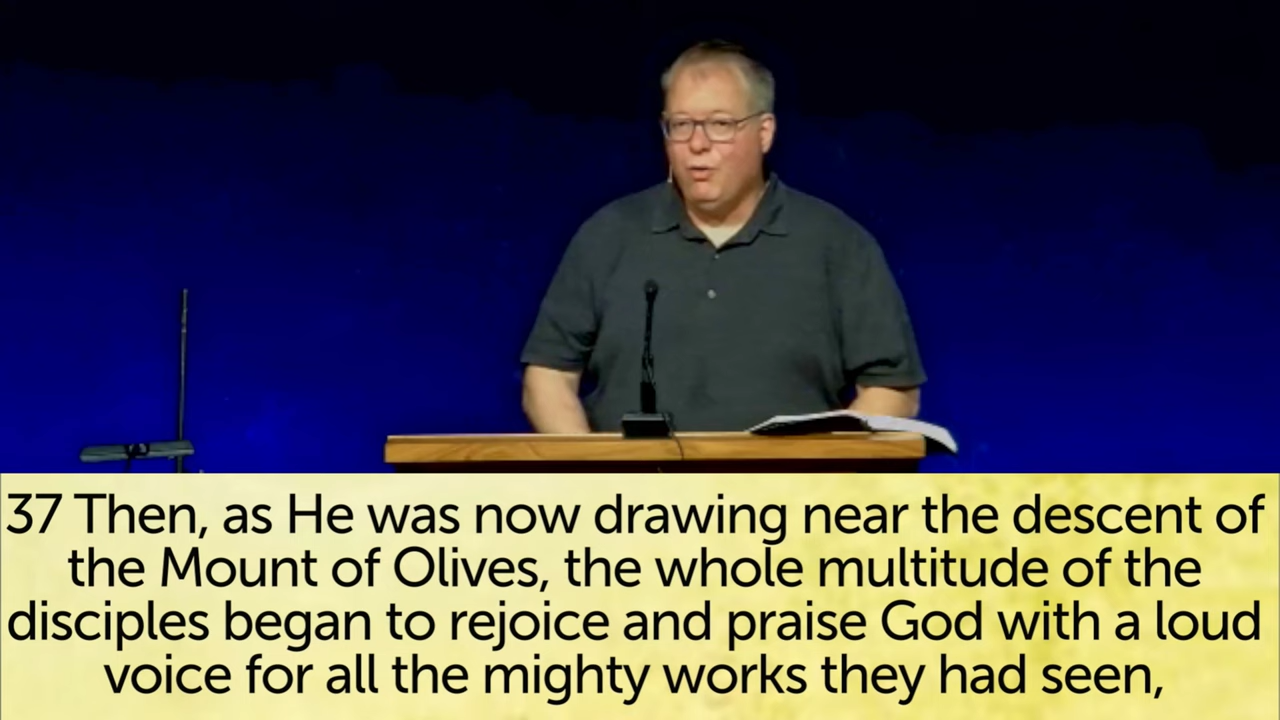 37 Then, as He was now drawing near the descent of
the Mount of Olives, the whole multitude of the
disciples began to rejoice and praise God with a loud
voice for all the mighty works they had seen,